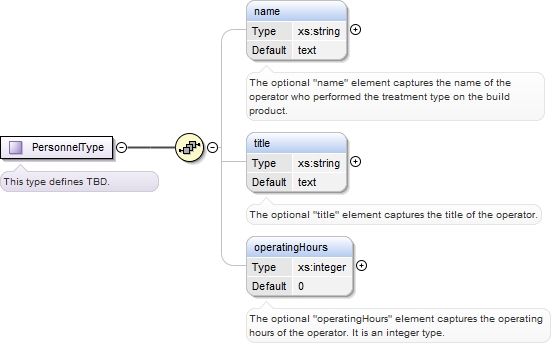 name
Type xs:string
Default text
The optional "name" element captures the name of the
operator who performed the treatment type on the build
product.
PersonnelType
This type defines TBD.
title
Type xs:string
Default text
The optional "title" element captures the title of the operator.
operatingHours
Type xs:integer
Default 0
The optional "operatingHours" element captures the operating
hours of the operator. It is an integer type.